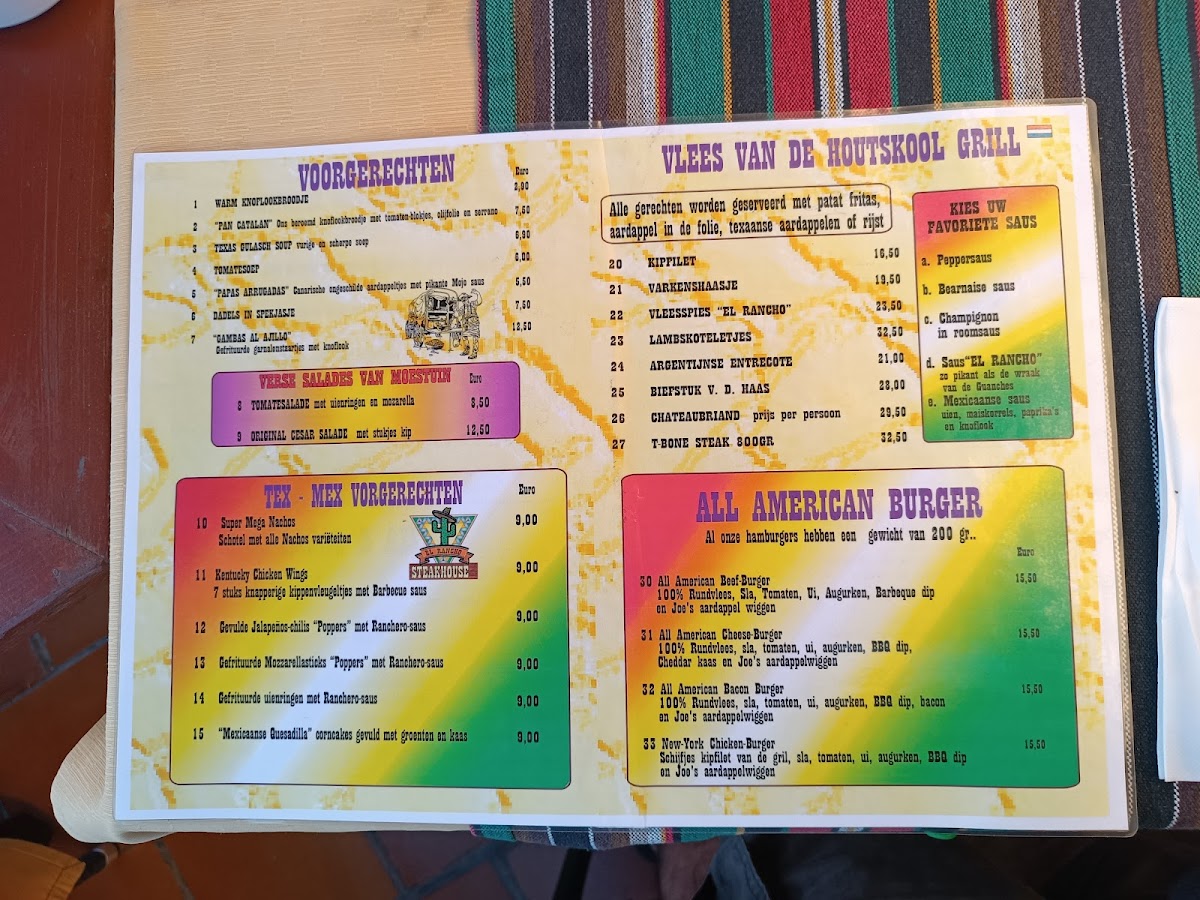 VOORGERECHTEN
Euro
1 WARM KNOFLOOKBROODJE 2,90
2 "PAN CATALAN" Ons beroemd knoflookbroodje met tomaten-blokjes, olijfolie en serrano 7,50
3 TEXAS GULASCH SOUP vurige en scherpe soep 6,90
4 TOMATESOEP 6,00
5 "PAPAS ARRUGADAS" Canarische ongeschilde aardappeltjes met pikante Mojo saus 5,50
6 DADELS IN SPEKJASJE 7,50
7 "GAMBAS AL AJILLO" 12,50
Gefrituurde garnalenstaartjes met knoflook
VERSE SALADES VAN MOESTUIN Euro
8 TOMATESALADE met uienringen en mozarella 8,50
9 ORIGINAL CESAR SALADE met stukjes kip 12,50
TEX - MEX VORGERECHTEN Euro
10 Super Mega Nachos 9,00
Schotel met alle Nachos variëteiten
EL RANCHO
STEAKHOUSE
11 Kentucky Chicken Wings 9,00
7 stuks knapperige kippenvleugeltjes met Barbecue saus
12 Gevulde Jalapeños-chilis "Poppers" met Ranchero-saus 9,00
13 Gefrituurde Mozzarellasticks "Poppers" met Ranchero-saus 9,00
14 Gefrituurde uienringen met Ranchero-saus 9,00
15 "Mexicaanse Quesadilla" corncakes gevuld met groenten en kaas 9,00
VLEES VAN DE HOUTSKOOL GRILL
Alle gerechten worden geserveerd met patat fritas,
aardappel in de folie, texaanse aardappelen of rijst
20 KIPPILET 16,50
21 VARKENSHAASJE 19,50
22 VLEESSPIES "EL RANCHO" 23,50
23 LAMBSKOTELETJES 32,50
24 ARGENTIJNSE ENTRECOTE 21,00
25 BIEFSTUK V. D. HAAS 28,00
26 CHATEAUBRIAND prijs per persoon 29,50
27 T-BONE STEAK 800GR 32,50
KIES UW
FAVORIETE SAUS
a. Peppersaus
b. Bearnaise saus
c. Champignon
in roomsaus
d. Saus"EL RANCHO"
zo pikant als de wraak
van de Guanches
e. Mexicaanse saus
uien, maiskorrels, paprika's
en knoflook
ALL AMERICAN BURGER
Al onze hamburgers hebben een gewicht van 200 gr..
Euro
30 All American Beef-Burger 15,50
100% Rundvlees, Sla, Tomaten, Ui, Augurken, Barbeque dip
en Joe's aardappel wiggen
31 All American Cheese-Burger 15,50
100% Rundvlees, sla, tomaten, ui, augurken, BBQ dip,
Cheddar kaas en Joe's aardappelwiggen
32 All American Bacon Burger 15,50
100% Rundvlees, sla, tomaten, ui, augurken, BBQ dip, bacon
en Joe's aardappelwiggen
33 New-York Chicken-Burger 15,50
Schijfjes kipfilet van de gril, sla, tomaten, ui, augurken, BBQ dip
en Joe's aardappelwiggen